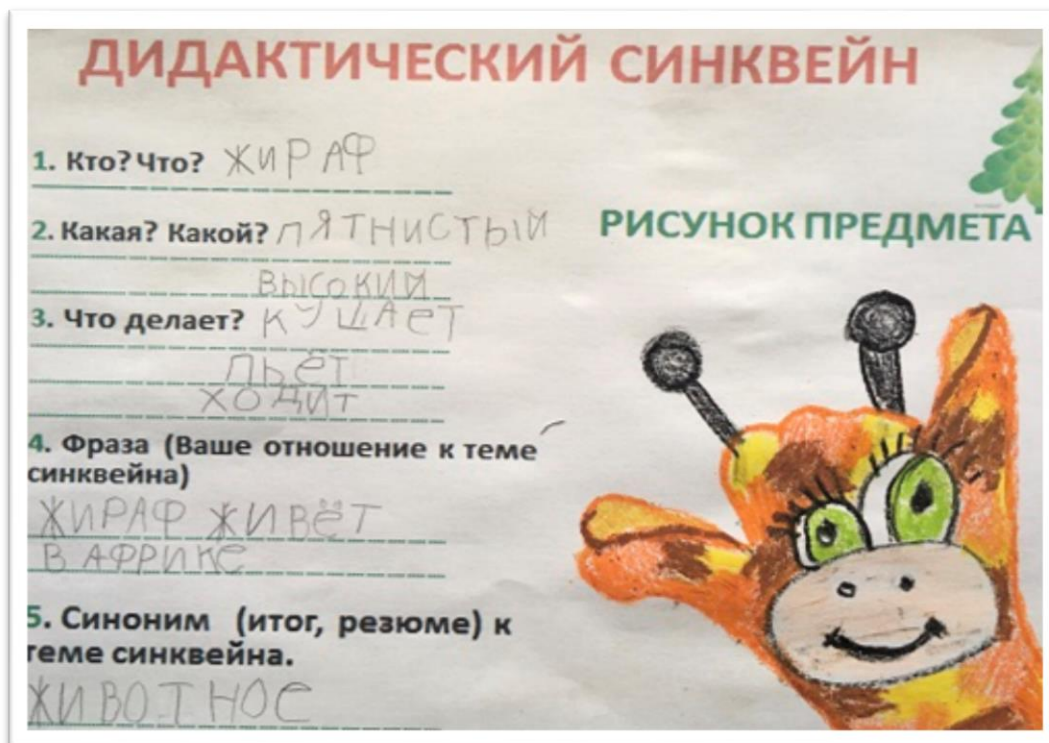 ДИДАКТИЧЕСКИЙ СИНКВЕЙН
1. Кто? Что? ЖИРАФ
2. Какая? Какой? ПЯТНИСТЫЙ
ВЫСОКИЙ
3. Что делает? КУШАЕТ
ПЬЁТ
ХОДИТ
4. Фраза (Ваше отношение к теме
синквейна)
ЖИРАФ ЖИВЁТ
В АФРИКЕ
5. Синоним (итог, резюме) к
теме синквейна.
ЖИВОТНОЕ
РИСУНОК ПРЕДМЕТА